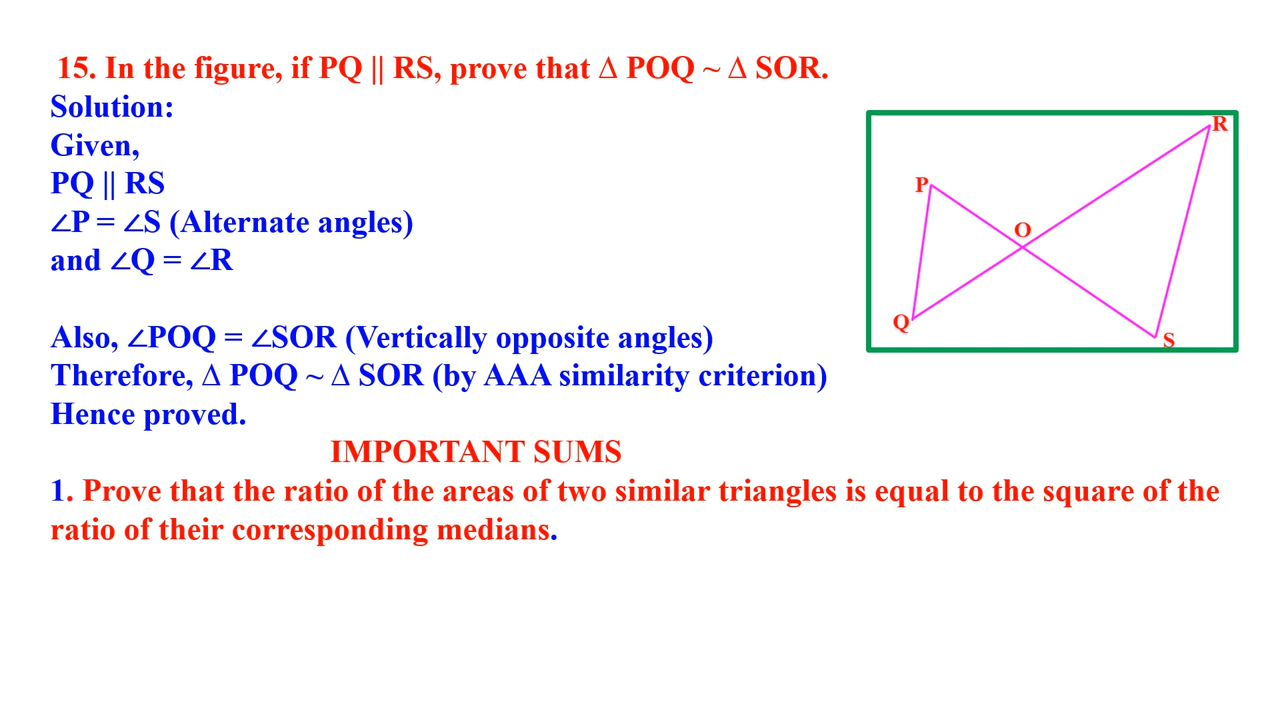 15. In the figure, if PQ || RS, prove that ∆ POQ ~ ∆ SOR.
Solution:
Given,
PQ || RS
∠P = ∠S (Alternate angles)
and ∠Q = ∠R
Also, ∠POQ = ∠SOR (Vertically opposite angles)
Therefore, ∆ POQ ~ ∆ SOR (by AAA similarity criterion)
Hence proved.
IMPORTANT SUMS
1. Prove that the ratio of the areas of two similar triangles is equal to the square of the
ratio of their corresponding medians.
R
P
O
Q
S